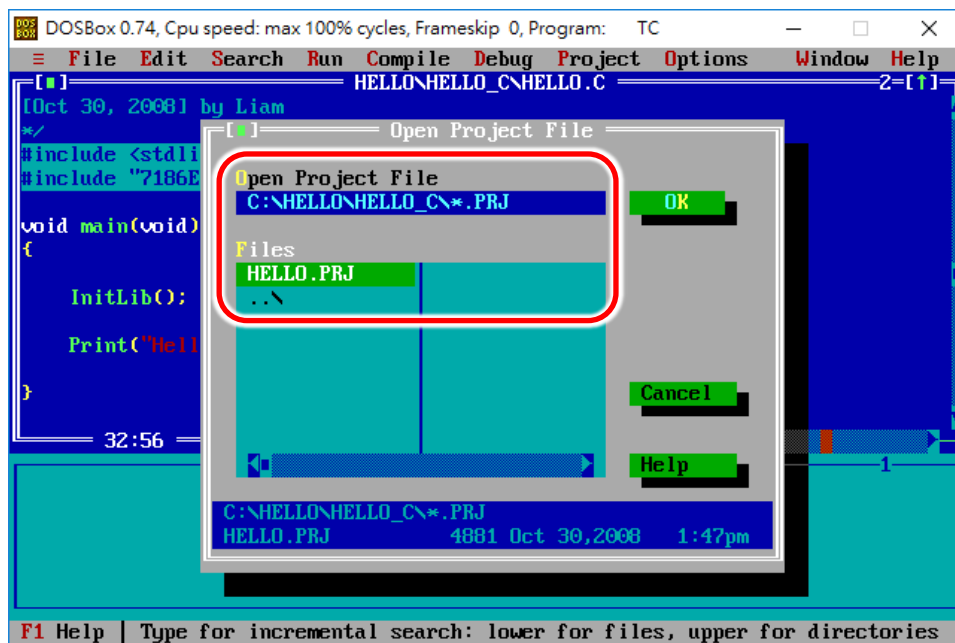 DOSBox 0.74, Cpu speed: max 100% cycles, Frameskip 0, Program: TC
≡ File Edit Search Run Compile Debug Project Options Window Help
HELLO\HELLO_C\HELLO.C 2=[↑]
[Oct 30, 2008] by Liam
*/
#include <stdli
#include "7186E
void main(void)
{
InitLib();
Print("Hell
}
32:56
Open Project File
Open Project File
C:\HELLO\HELLO_C\*.PRJ
OK
Files
HELLO.PRJ
..\
Cancel
Help
1
C:\HELLO\HELLO_C\*.PRJ
HELLO.PRJ 4881 Oct 30,2008 1:47pm
F1 Help | Type for incremental search: lower for files, upper for directories